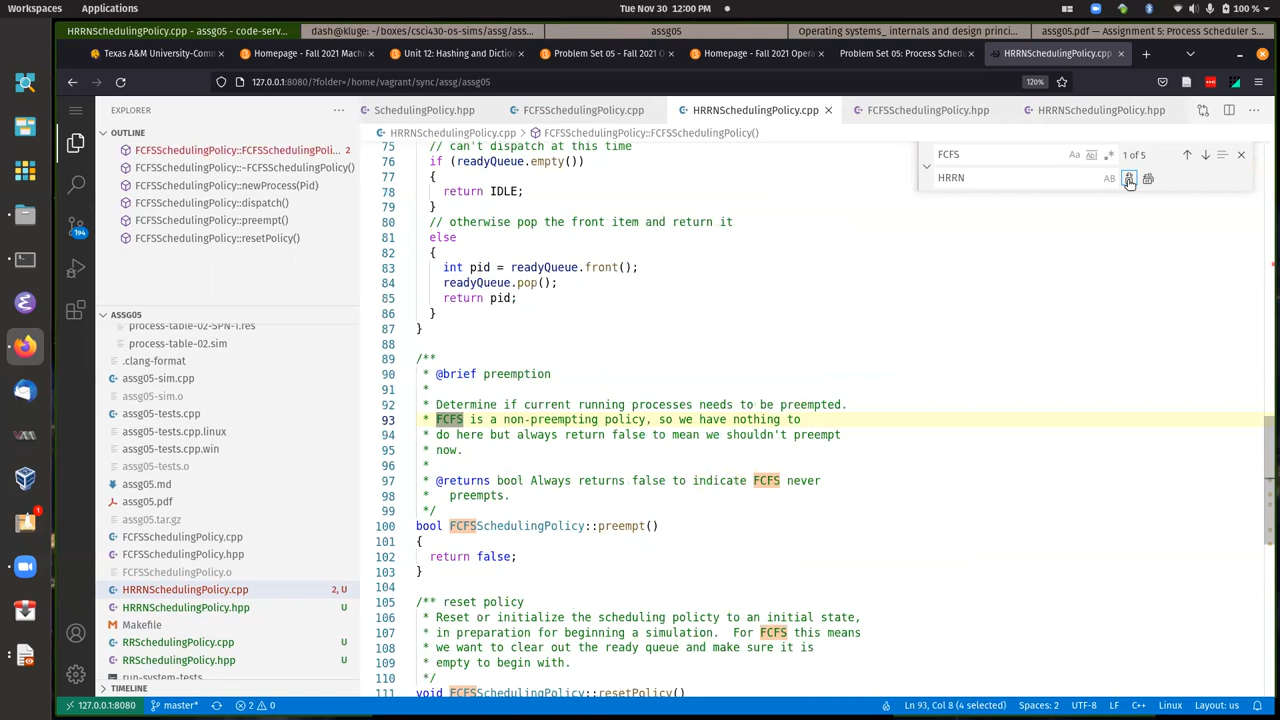 Workspaces Applications Tue Nov 30 12:00 PM 100 %
HRRNSchedulingPolicy.cpp - assg05 - code-serv... dash@kluge: ~/boxes/csci430-os-sims/assg/ass... assg05 Operating systems_ internals and design princi... assg05.pdf — Assignment 5: Process Scheduler S...
Texas A&M University-Comm Homepage - Fall 2021 Machi Unit 12: Hashing and Diction Problem Set 05 - Fall 2021 O Homepage - Fall 2021 Opera Problem Set 05: Process Sched HRRNSchedulingPolicy.cpp
127.0.0.1:8080/?folder=/home/vagrant/sync/assg/assg05 120%
EXPLORER ...
SchedulingPolicy.hpp FCFSSchedulingPolicy.cpp HRRNSchedulingPolicy.cpp FCFSSchedulingPolicy.hpp HRRNSchedulingPolicy.hpp
OUTLINE
HRRNSchedulingPolicy.cpp > FCFSSchedulingPolicy::FCFSSchedulingPolicy()
FCFSSchedulingPolicy::FCFSSchedulingPoli... 2
FCFSSchedulingPolicy::~FCFSSchedulingPolicy()
FCFSSchedulingPolicy::newProcess(Pid)
FCFSSchedulingPolicy::dispatch()
FCFSSchedulingPolicy::preempt()
FCFSSchedulingPolicy::resetPolicy()
194
ASSG05
process-table-02-SPN-1.res
process-table-02.sim
.clang-format
assg05-sim.cpp
assg05-sim.o
assg05-tests.cpp
assg05-tests.cpp.linux
assg05-tests.cpp.win
assg05-tests.o
assg05.md
assg05.pdf
assg05.tar.gz
FCFSSchedulingPolicy.cpp
FCFSSchedulingPolicy.hpp
FCFSSchedulingPolicy.o
HRRNSchedulingPolicy.cpp 2, U
HRRNSchedulingPolicy.hpp U
Makefile
RRSchedulingPolicy.cpp U
RRSchedulingPolicy.hpp U
run-system-tests
TIMELINE
FCFS Aa ab .* 1 of 5
HRRN AB
75 // can't dispatch at this time
76 if (readyQueue.empty())
77 {
78 return IDLE;
79 }
80 // otherwise pop the front item and return it
81 else
82 {
83 int pid = readyQueue.front();
84 readyQueue.pop();
85 return pid;
86 }
87 }
88
89 /**
90 * @brief preemption
91 *
92 * Determine if current running processes needs to be preempted.
93 * FCFS is a non-preempting policy, so we have nothing to
94 * do here but always return false to mean we shouldn't preempt
95 * now.
96 *
97 * @returns bool Always returns false to indicate FCFS never
98 * preempts.
99 */
100 bool FCFSSchedulingPolicy::preempt()
101 {
102 return false;
103 }
104
105 /** reset policy
106 * Reset or initialize the scheduling policty to an initial state,
107 * in preparation for beginning a simulation. For FCFS this means
108 * we want to clear out the ready queue and make sure it is
109 * empty to begin with.
110 */
111 void FCFSSchedulingPolicy::resetPolicy()
127.0.0.1:8080 master* 2 0 Ln 93, Col 8 (4 selected) Spaces: 2 UTF-8 LF C++ Linux Layout: us